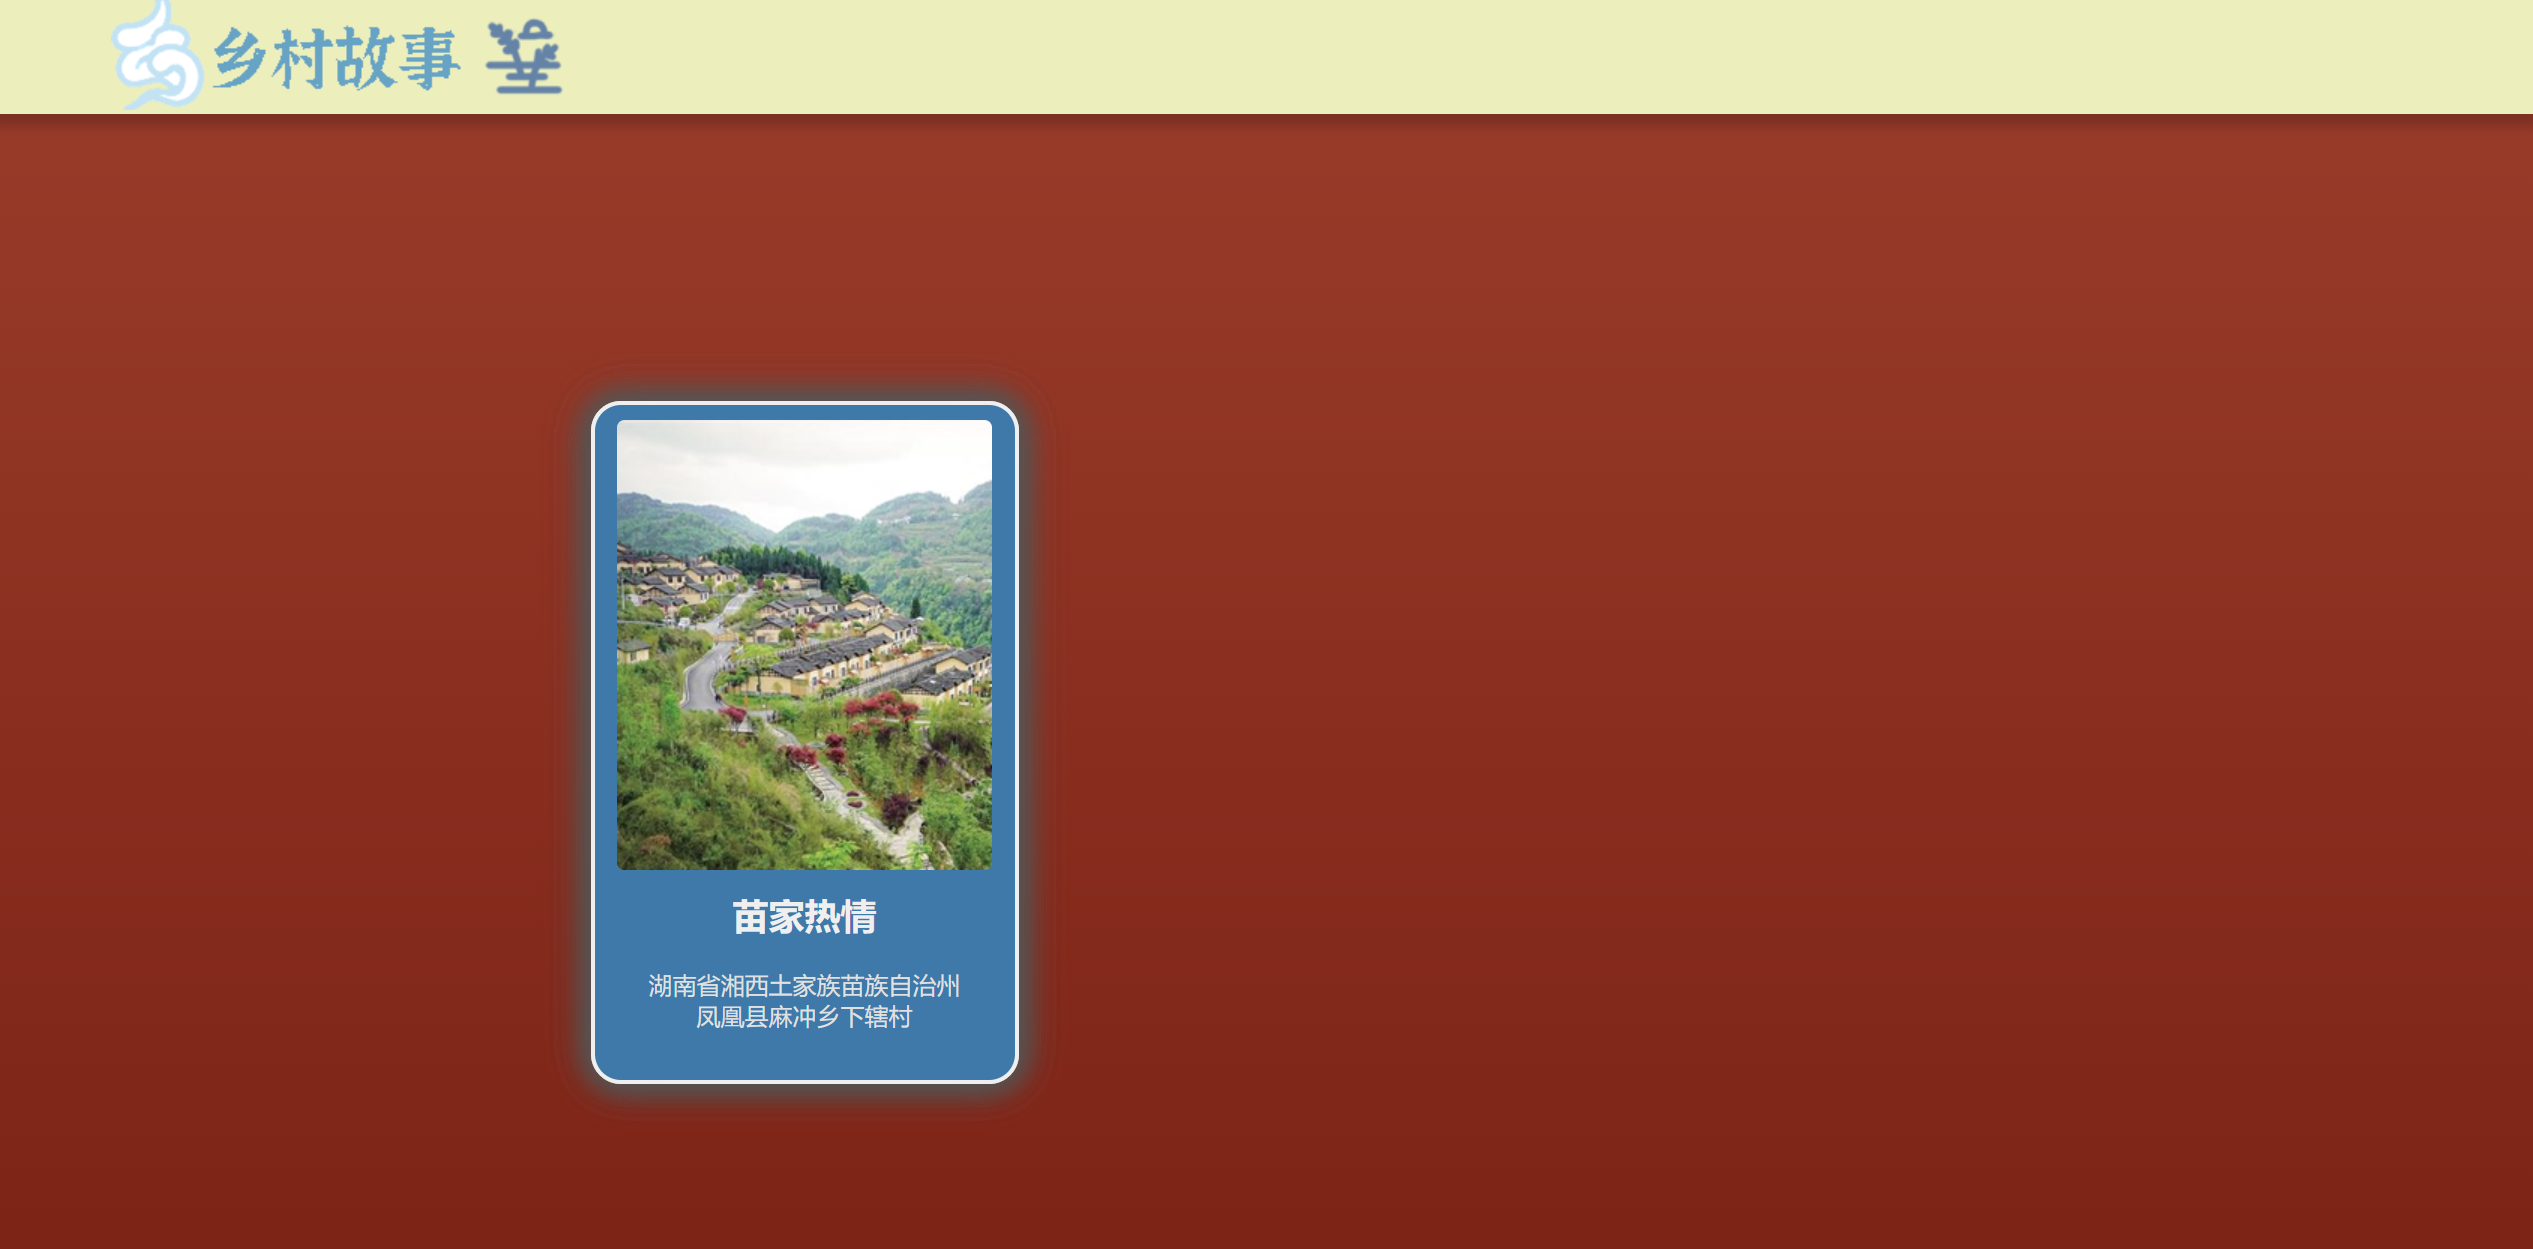 乡村故事
苗家热情
湖南省湘西土家族苗族自治州
凤凰县麻冲乡下辖村